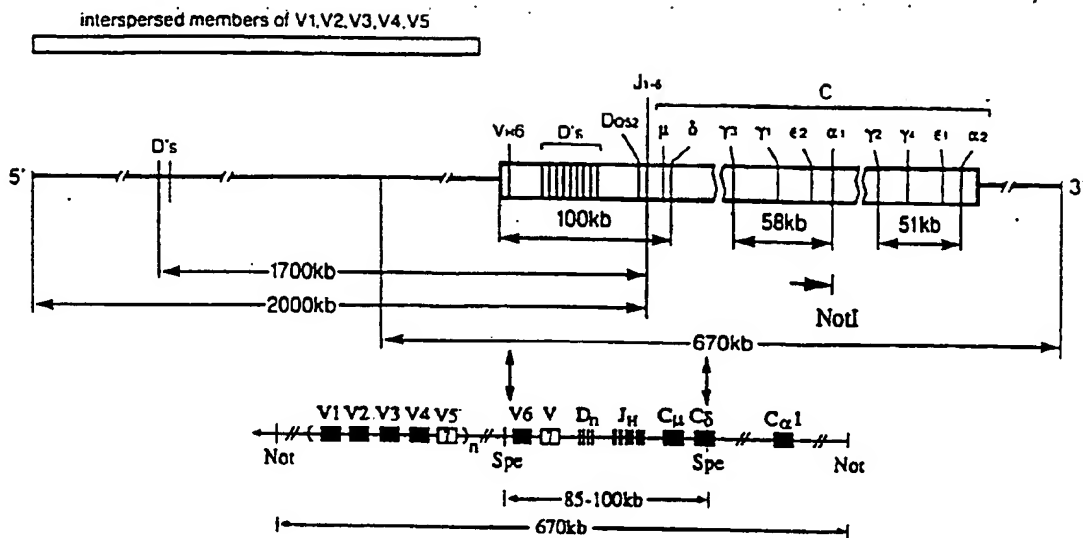 interspersed members of V1,V2,V3,V4,V5
J1-6
C
VH6 D's DQ52 μ δ γ3 γ1 ε2 α1 γ2 γ4 ε1 α2
D's
5' 3'
100kb 58kb 51kb
1700kb
2000kb
NotI
670kb
V1 V2 V3 V4 V5 V6 V Dn JH Cμ Cδ Cα1
? ?
n
Not Spe Spe Not
85-100kb
670kb